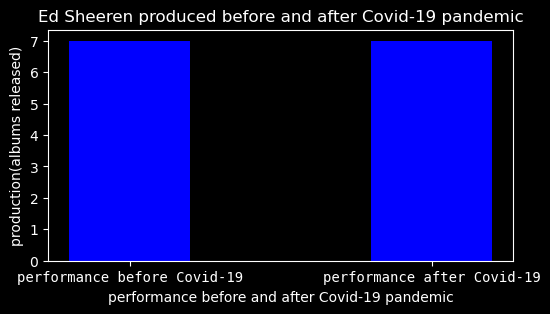 Ed Sheeren produced before and after Covid-19 pandemic
production(albums released)
7
6
5
4
3
2
1
0
performance before Covid-19 performance after Covid-19
performance before and after Covid-19 pandemic